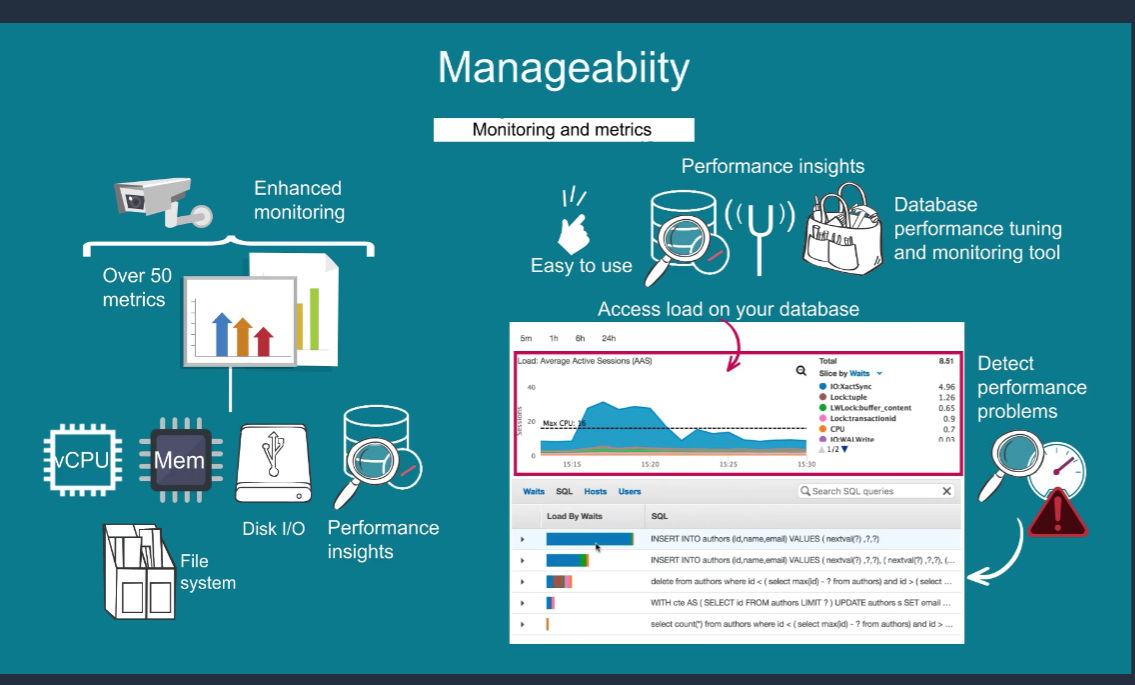 Manageabiity
Monitoring and metrics
Enhanced
monitoring
Over 50
metrics
vCPU
Mem
Disk I/O
Performance
insights
File
system
Performance insights
Easy to use
Database
performance tuning
and monitoring tool
Access load on your database
5m 1h 6h 24h
Load: Average Active Sessions (AAS)
40
Sessions
20
Max CPU: 16
0
15:15 15:20 15:25 15:30
Total 8.51
Slice by Waits
IO:XactSync 4.96
Lock:tuple 1.26
LWLock:buffer_content 0.65
Lock:transactionid 0.9
CPU 0.7
IO:WALWrite 0.03
1/2
Waits SQL Hosts Users
Search SQL queries X
Load By Waits SQL
INSERT INTO authors (id,name,email) VALUES ( nextval(?) ,?,?)
INSERT INTO authors (id,name,email) VALUES ( nextval(?) ,?,?), ( nextval(?) ,?,?), (...
delete from authors where id < ( select max(id) - ? from authors) and id > ( select ...
WITH cte AS ( SELECT id FROM authors LIMIT ? ) UPDATE authors s SET email ...
select count(*) from authors where id < ( select max(id) - ? from authors) and id > ...
Detect
performance
problems